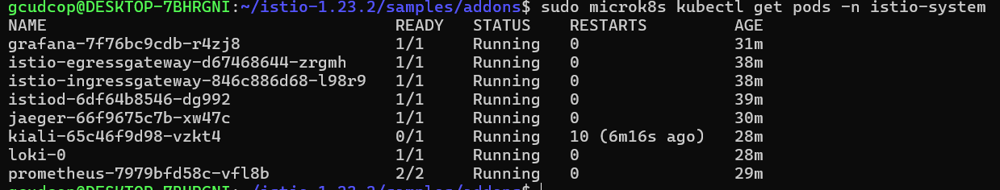 gcudcop@DESKTOP-7BHRGNI:~/istio-1.23.2/samples/addons$ sudo microk8s kubectl get pods -n istio-system
NAME READY STATUS RESTARTS AGE
grafana-7f76bc9cdb-r4zj8 1/1 Running 0 31m
istio-egressgateway-d67468644-zrgmh 1/1 Running 0 38m
istio-ingressgateway-846c886d68-l98r9 1/1 Running 0 38m
istiod-6df64b8546-dg992 1/1 Running 0 39m
jaeger-66f9675c7b-xw47c 1/1 Running 0 30m
kiali-65c46f9d98-vzkt4 0/1 Running 10 (6m16s ago) 28m
loki-0 1/1 Running 0 28m
prometheus-7979bfd58c-vfl8b 2/2 Running 0 29m
gcudcop@DESKTOP-7BHRGNI:~/istio-1.23.2/samples/addons$